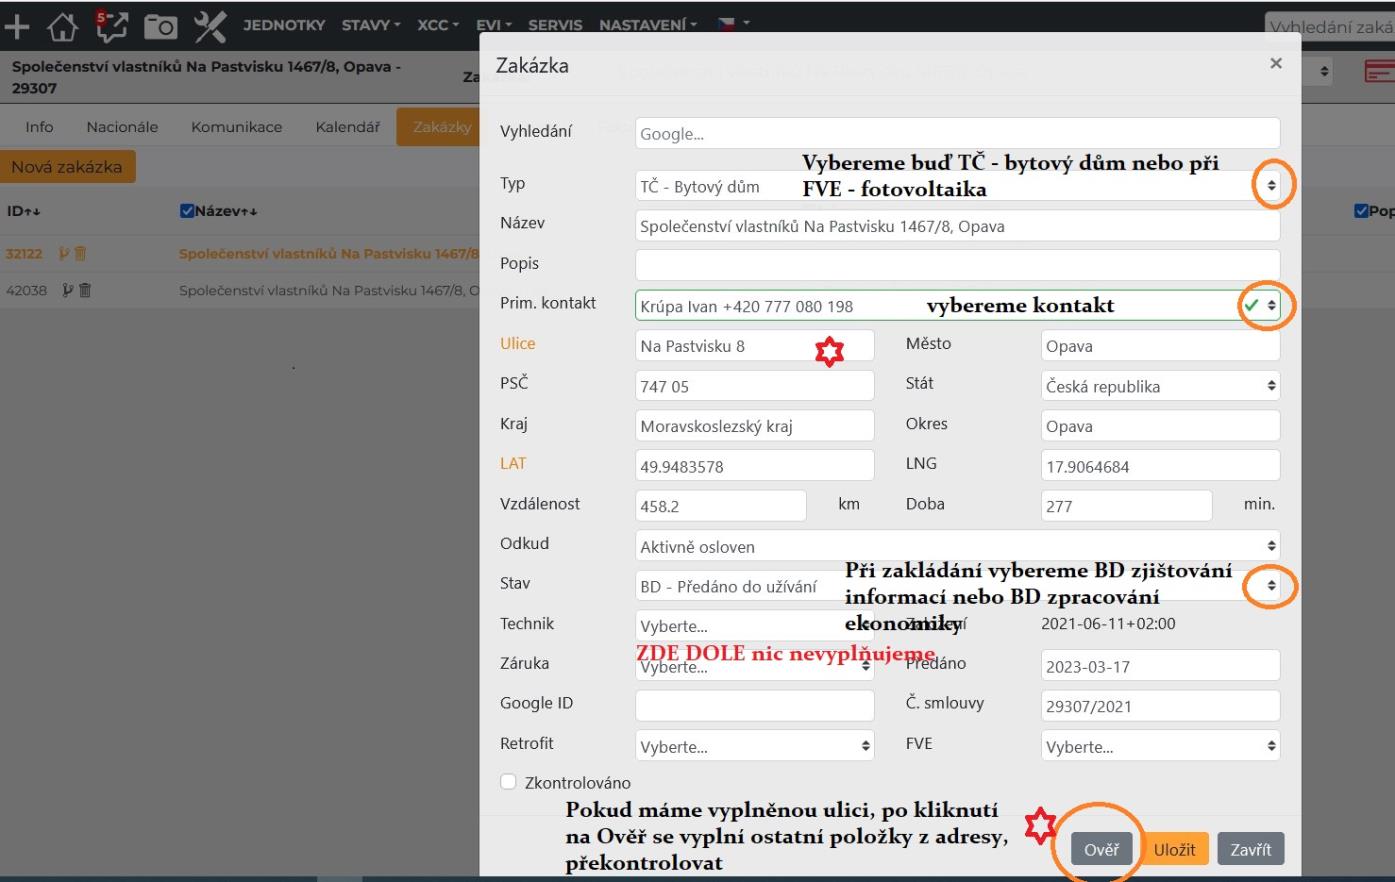 5
JEDNOTKY STAVY XCC EVI SERVIS NASTAVENÍ
Vyhledání zaká
Společenství vlastníků Na Pastvisku 1467/8, Opava -
29307
Info Nacionále Komunikace Kalendář Zakázky
Nová zakázka
ID↑↓ Název↑↓ Pop
32122 Společenství vlastníků Na Pastvisku 1467/8
42038 Společenství vlastníků Na Pastvisku 1467/8, O
Zakázka ×
Vyhledání Google...
Vybereme buď TČ - bytový dům nebo při
FVE - fotovoltaika
Typ TČ - Bytový dům
Název Společenství vlastníků Na Pastvisku 1467/8, Opava
Popis
Prim. kontakt Krúpa Ivan +420 777 080 198 vybereme kontakt
Ulice Na Pastvisku 8 Město Opava
PSČ 747 05 Stát Česká republika
Kraj Moravskoslezský kraj Okres Opava
LAT 49.9483578 LNG 17.9064684
Vzdálenost 458.2 km Doba 277 min.
Odkud Aktivně osloven
Stav BD - Předáno do užívání
Při zakládání vybereme BD zjištování
informací nebo BD zpracování
ekonomiky
Technik Vyberte... 2021-06-11+02:00
ZDE DOLE nic nevyplňujeme
Záruka Vyberte... Předáno 2023-03-17
Google ID Č. smlouvy 29307/2021
Retrofit Vyberte... FVE Vyberte...
Zkontrolováno
Pokud máme vyplněnou ulici, po kliknutí
na Ověř se vyplní ostatní položky z adresy,
překontrolovat
Ověř Uložit Zavřít